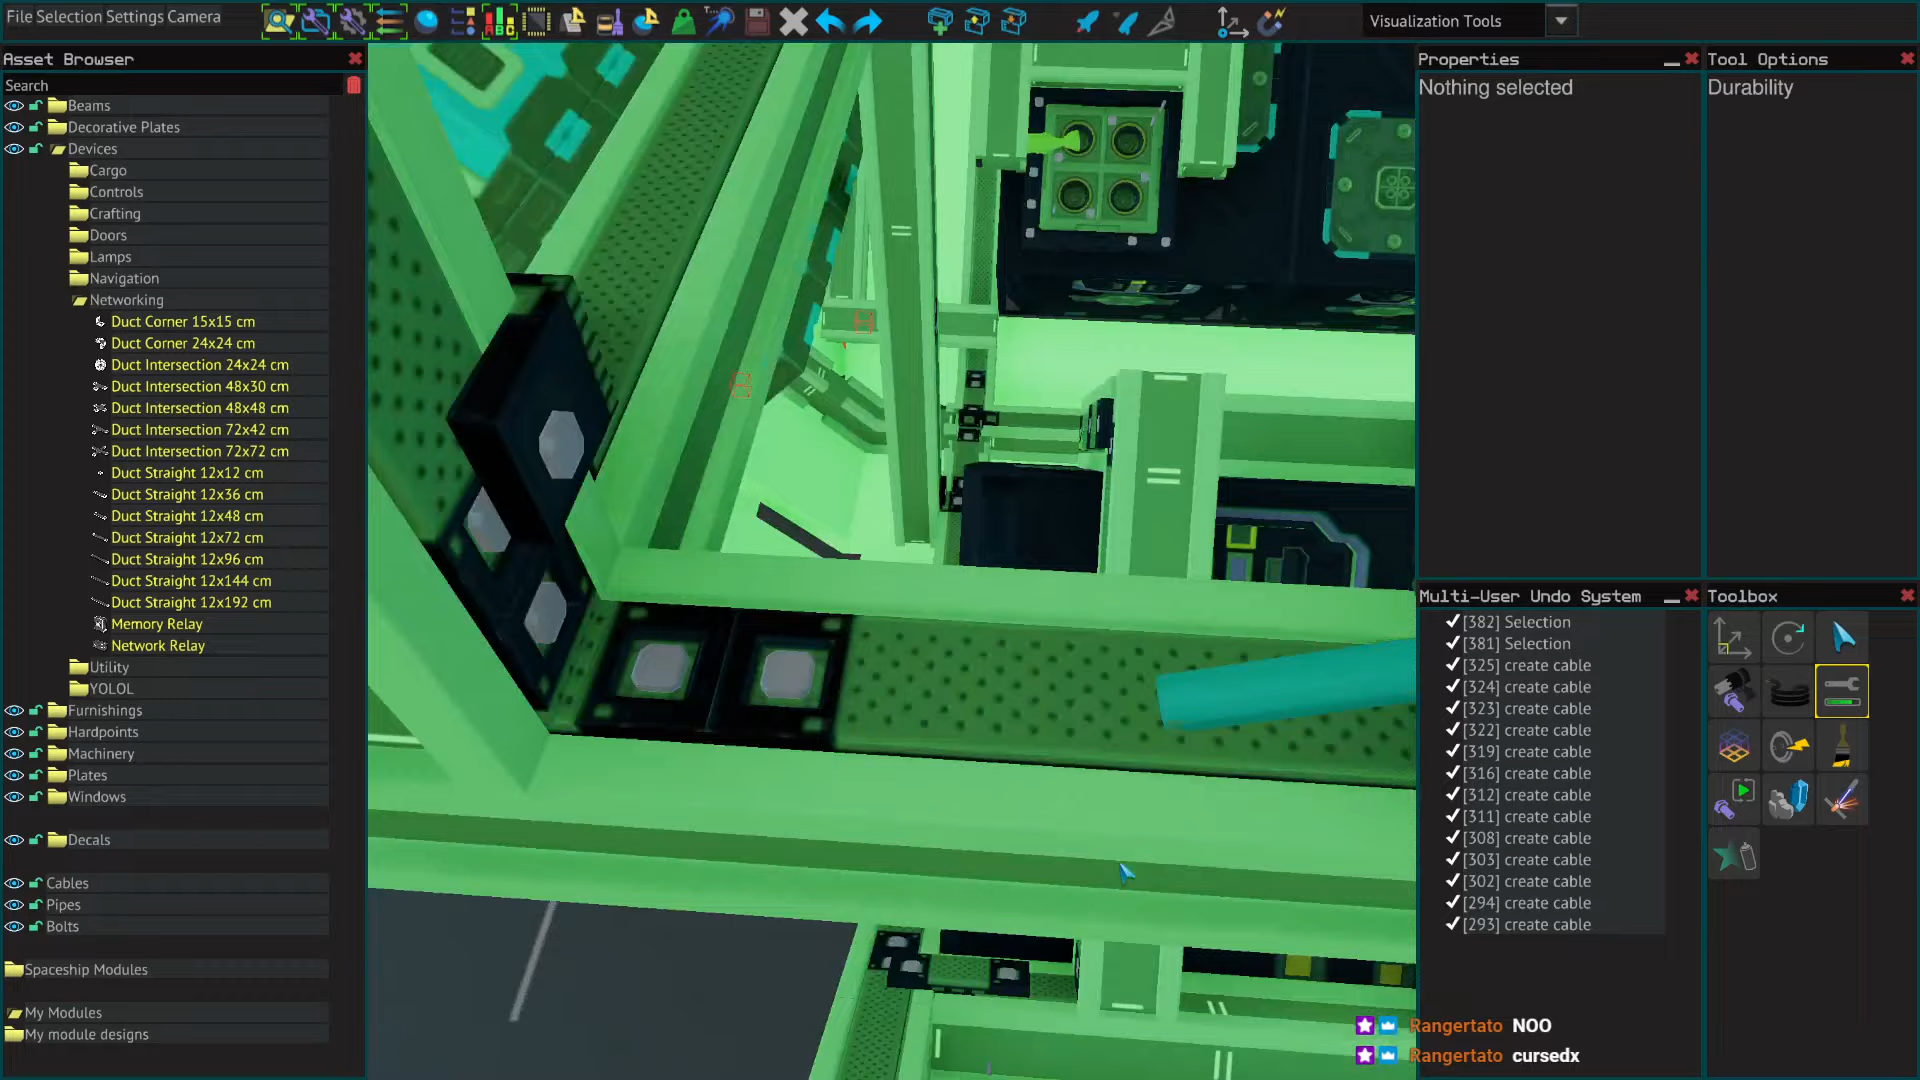 File Selection Settings Camera
Visualization Tools
Asset Browser
Search
Beams
Decorative Plates
Devices
Cargo
Controls
Crafting
Doors
Lamps
Navigation
Networking
Duct Corner 15x15 cm
Duct Corner 24x24 cm
Duct Intersection 24x24 cm
Duct Intersection 48x30 cm
Duct Intersection 48x48 cm
Duct Intersection 72x42 cm
Duct Intersection 72x72 cm
Duct Straight 12x12 cm
Duct Straight 12x36 cm
Duct Straight 12x48 cm
Duct Straight 12x72 cm
Duct Straight 12x96 cm
Duct Straight 12x144 cm
Duct Straight 12x192 cm
Memory Relay
Network Relay
Utility
YOLOL
Furnishings
Hardpoints
Machinery
Plates
Windows
Decals
Cables
Pipes
Bolts
Spaceship Modules
My Modules
My module designs
Properties
Nothing selected
Tool Options
Durability
Multi-User Undo System
[382] Selection
[381] Selection
[325] create cable
[324] create cable
[323] create cable
[322] create cable
[319] create cable
[316] create cable
[312] create cable
[311] create cable
[308] create cable
[303] create cable
[302] create cable
[294] create cable
[293] create cable
Toolbox
ABC
Rangertato NOO
Rangertato cursedx